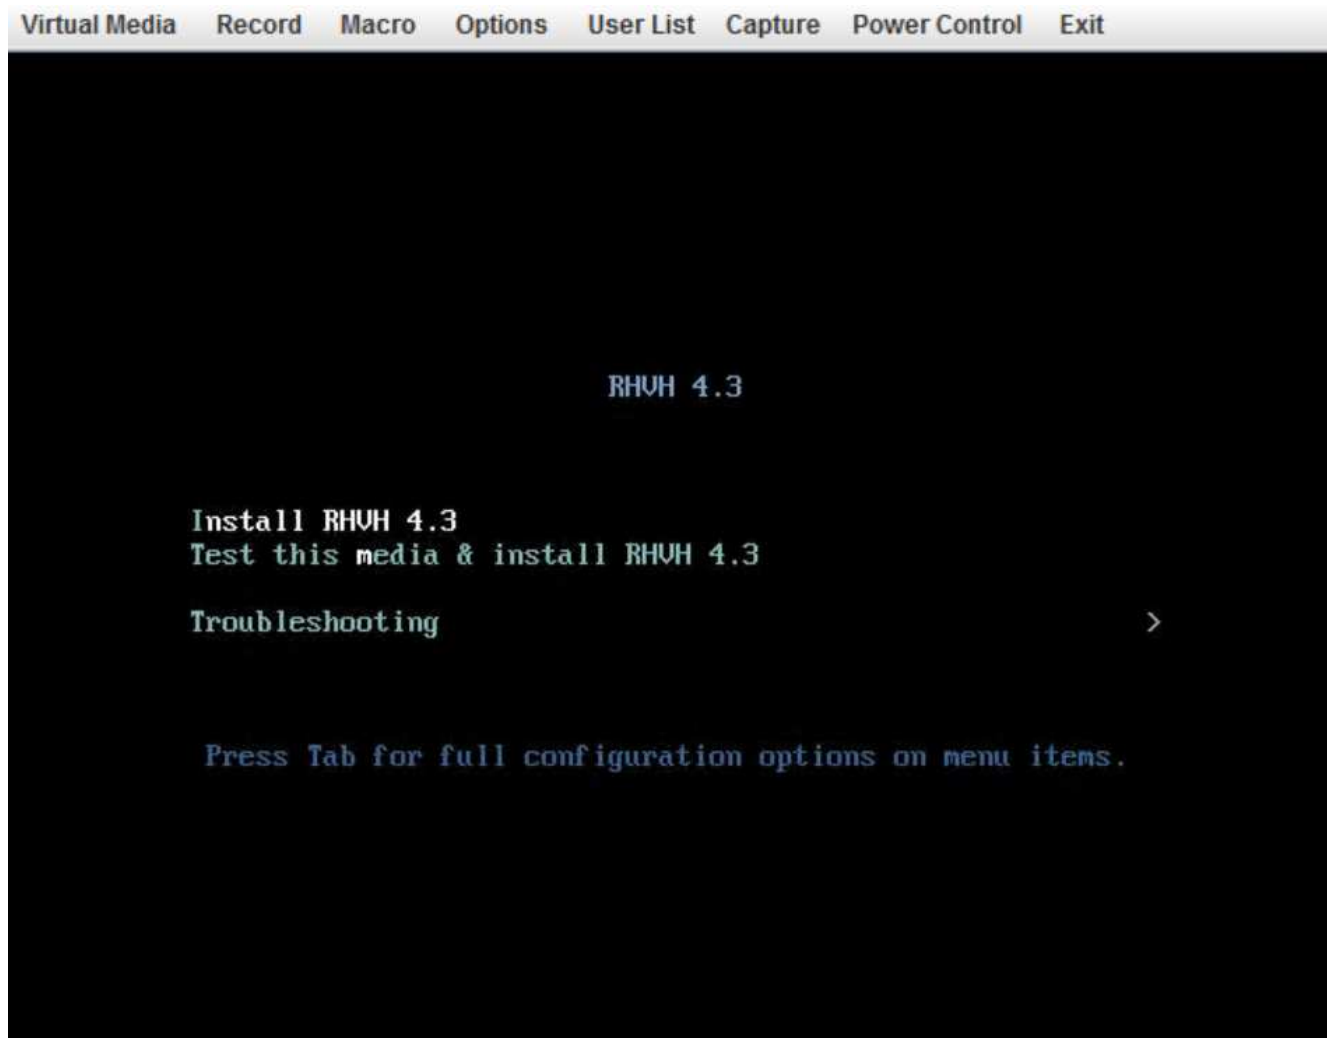 Virtual Media Record Macro Options User List Capture Power Control Exit
RHVH 4.3
Install RHVH 4.3
Test this media & install RHVH 4.3
Troubleshooting >
Press Tab for full configuration options on menu items.